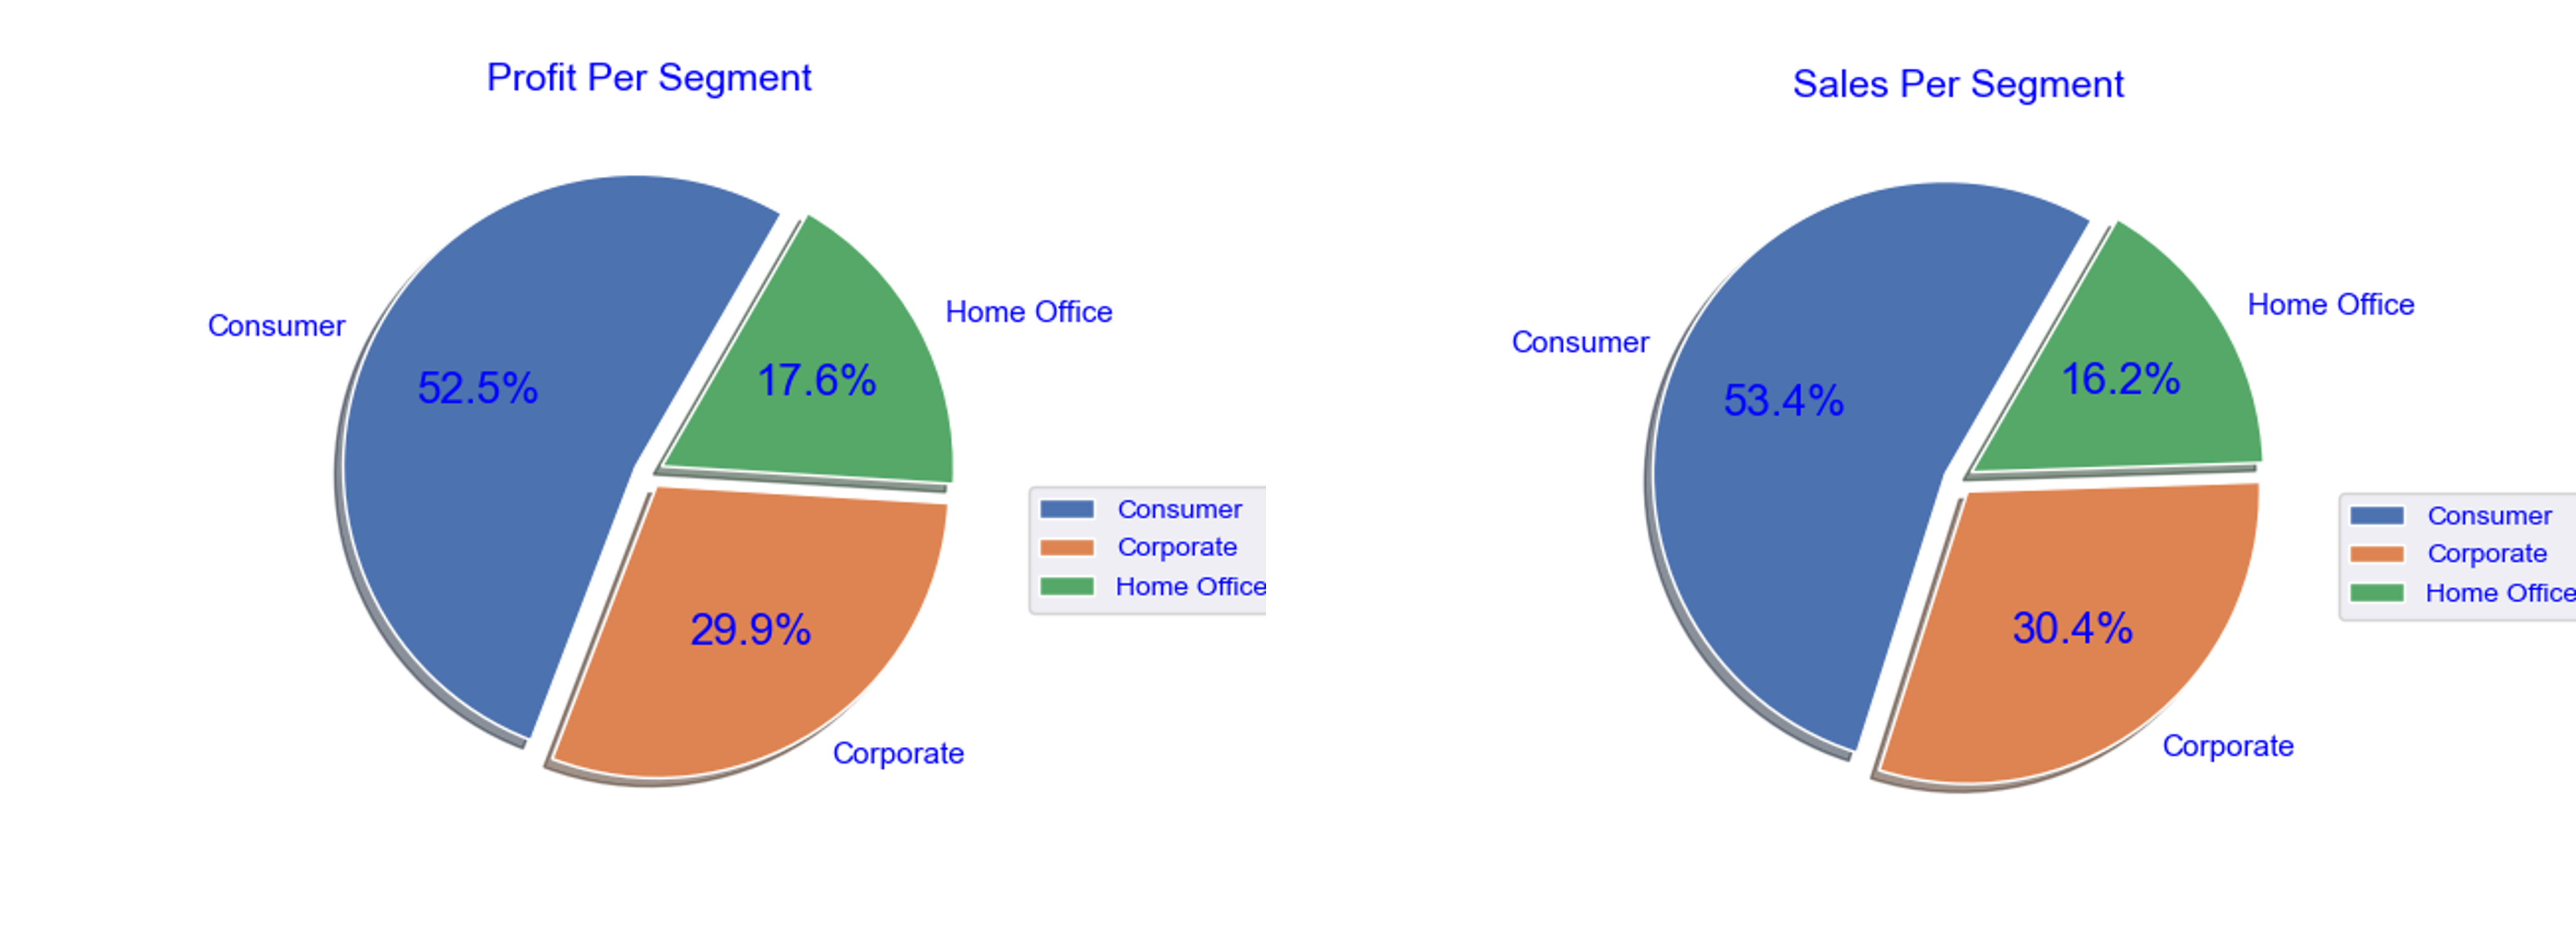 Profit Per Segment
Consumer
52.5%
Home Office
17.6%
29.9%
Corporate
Consumer
Corporate
Home Office
Sales Per Segment
Consumer
53.4%
Home Office
16.2%
30.4%
Corporate
Consumer
Corporate
Home Office